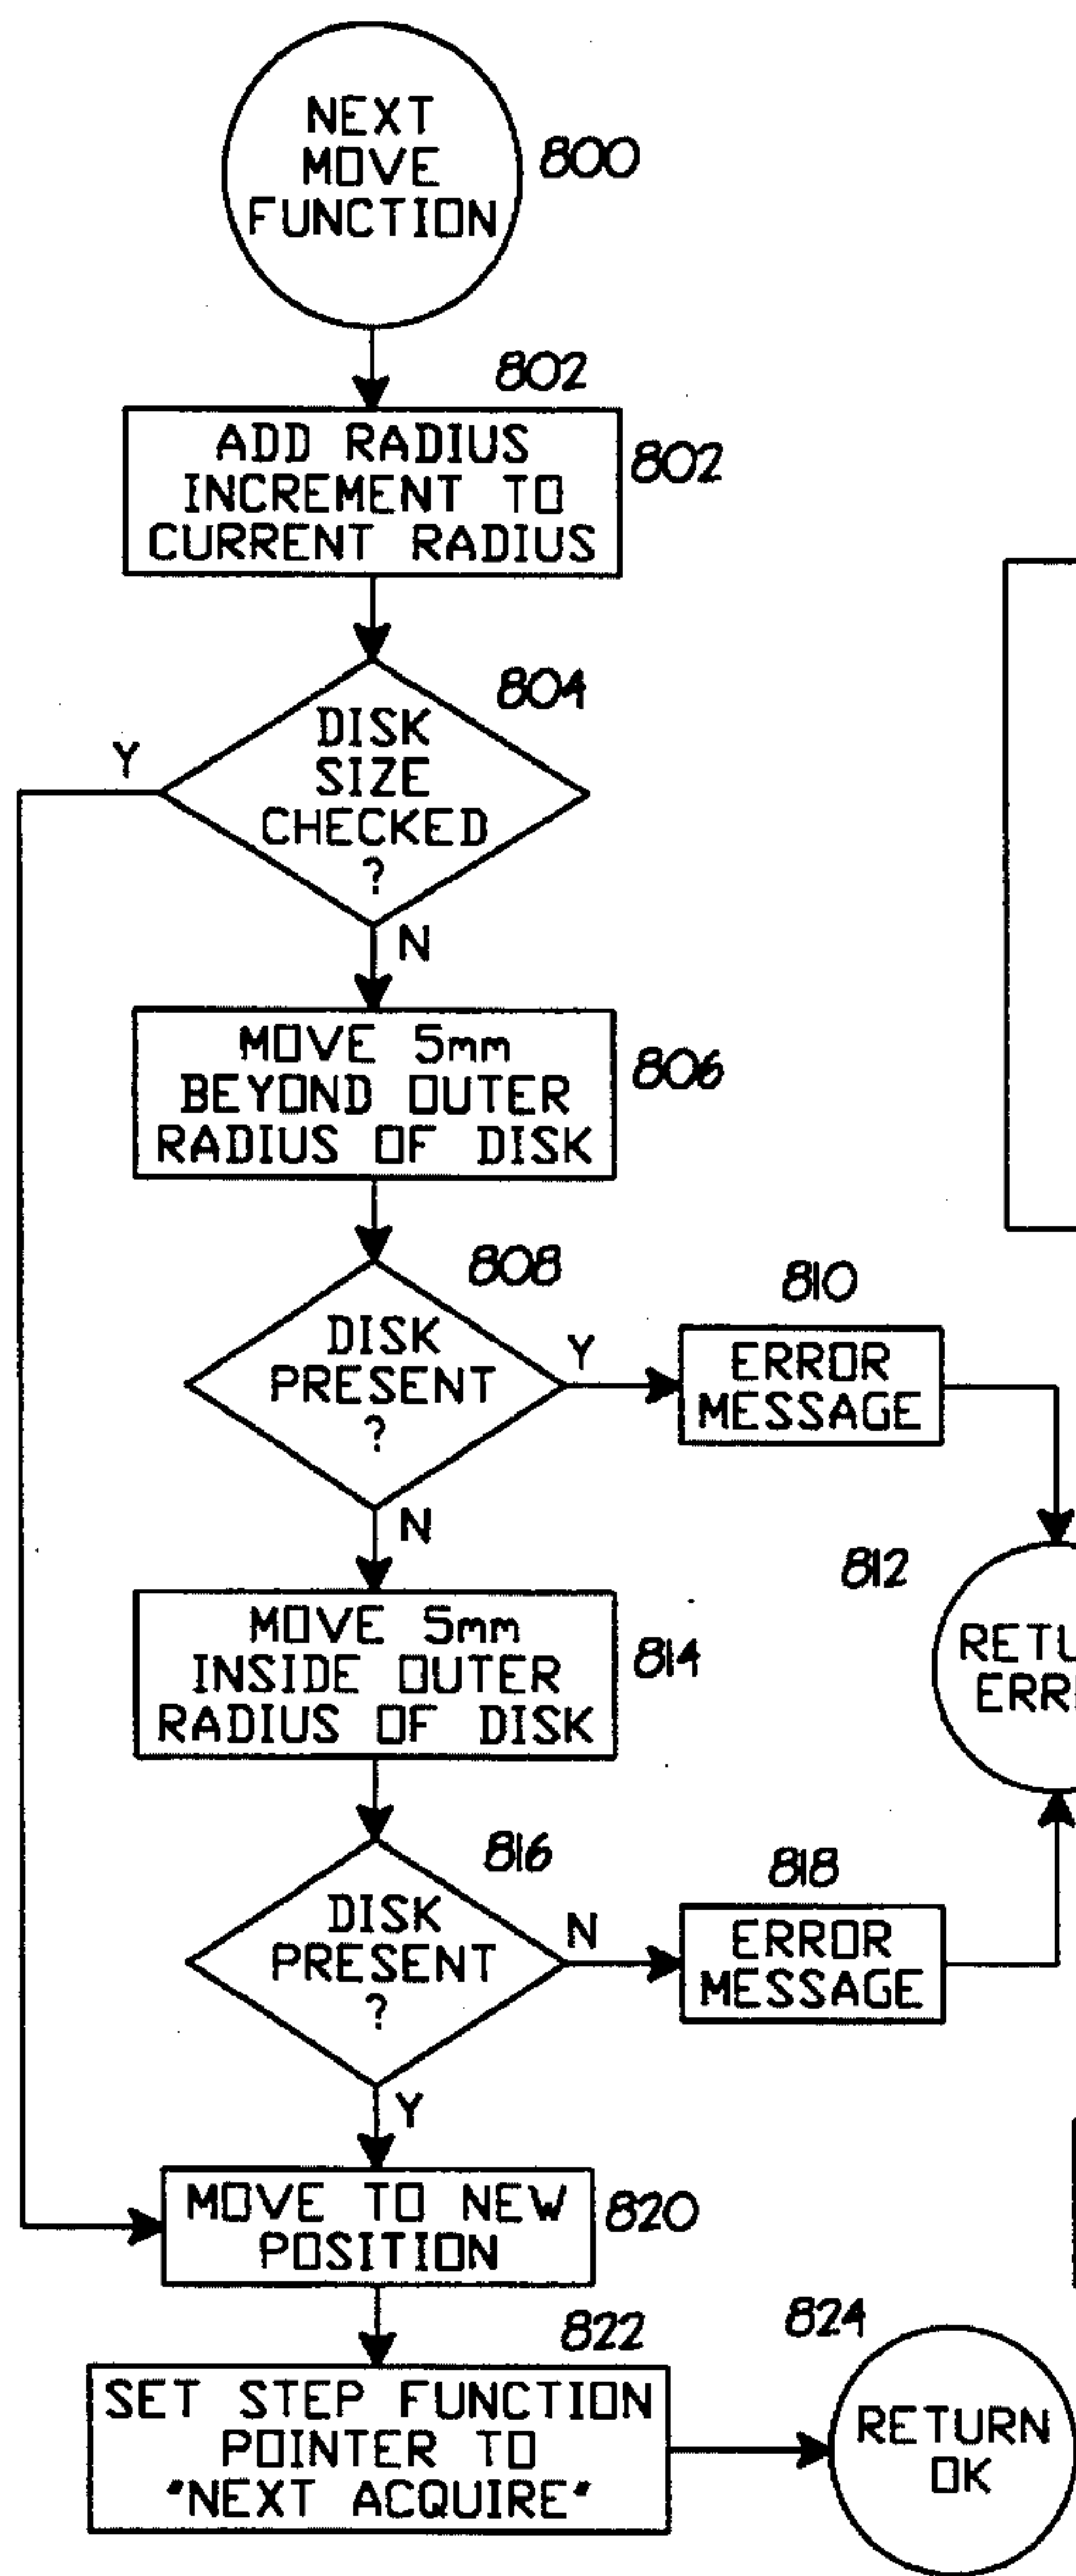 NEXT
MOVE
FUNCTION
800
802
ADD RADIUS
INCREMENT TO
CURRENT RADIUS
802
804
DISK
SIZE
CHECKED
?
Y
N
MOVE 5mm
BEYOND OUTER
RADIUS OF DISK
806
808
DISK
PRESENT
?
Y
N
810
ERROR
MESSAGE
812
RETU
ERR
MOVE 5mm
INSIDE OUTER
RADIUS OF DISK
814
816
DISK
PRESENT
?
N
Y
818
ERROR
MESSAGE
MOVE TO NEW
POSITION
820
822
SET STEP FUNCTION
POINTER TO
"NEXT ACQUIRE"
824
RETURN
OK